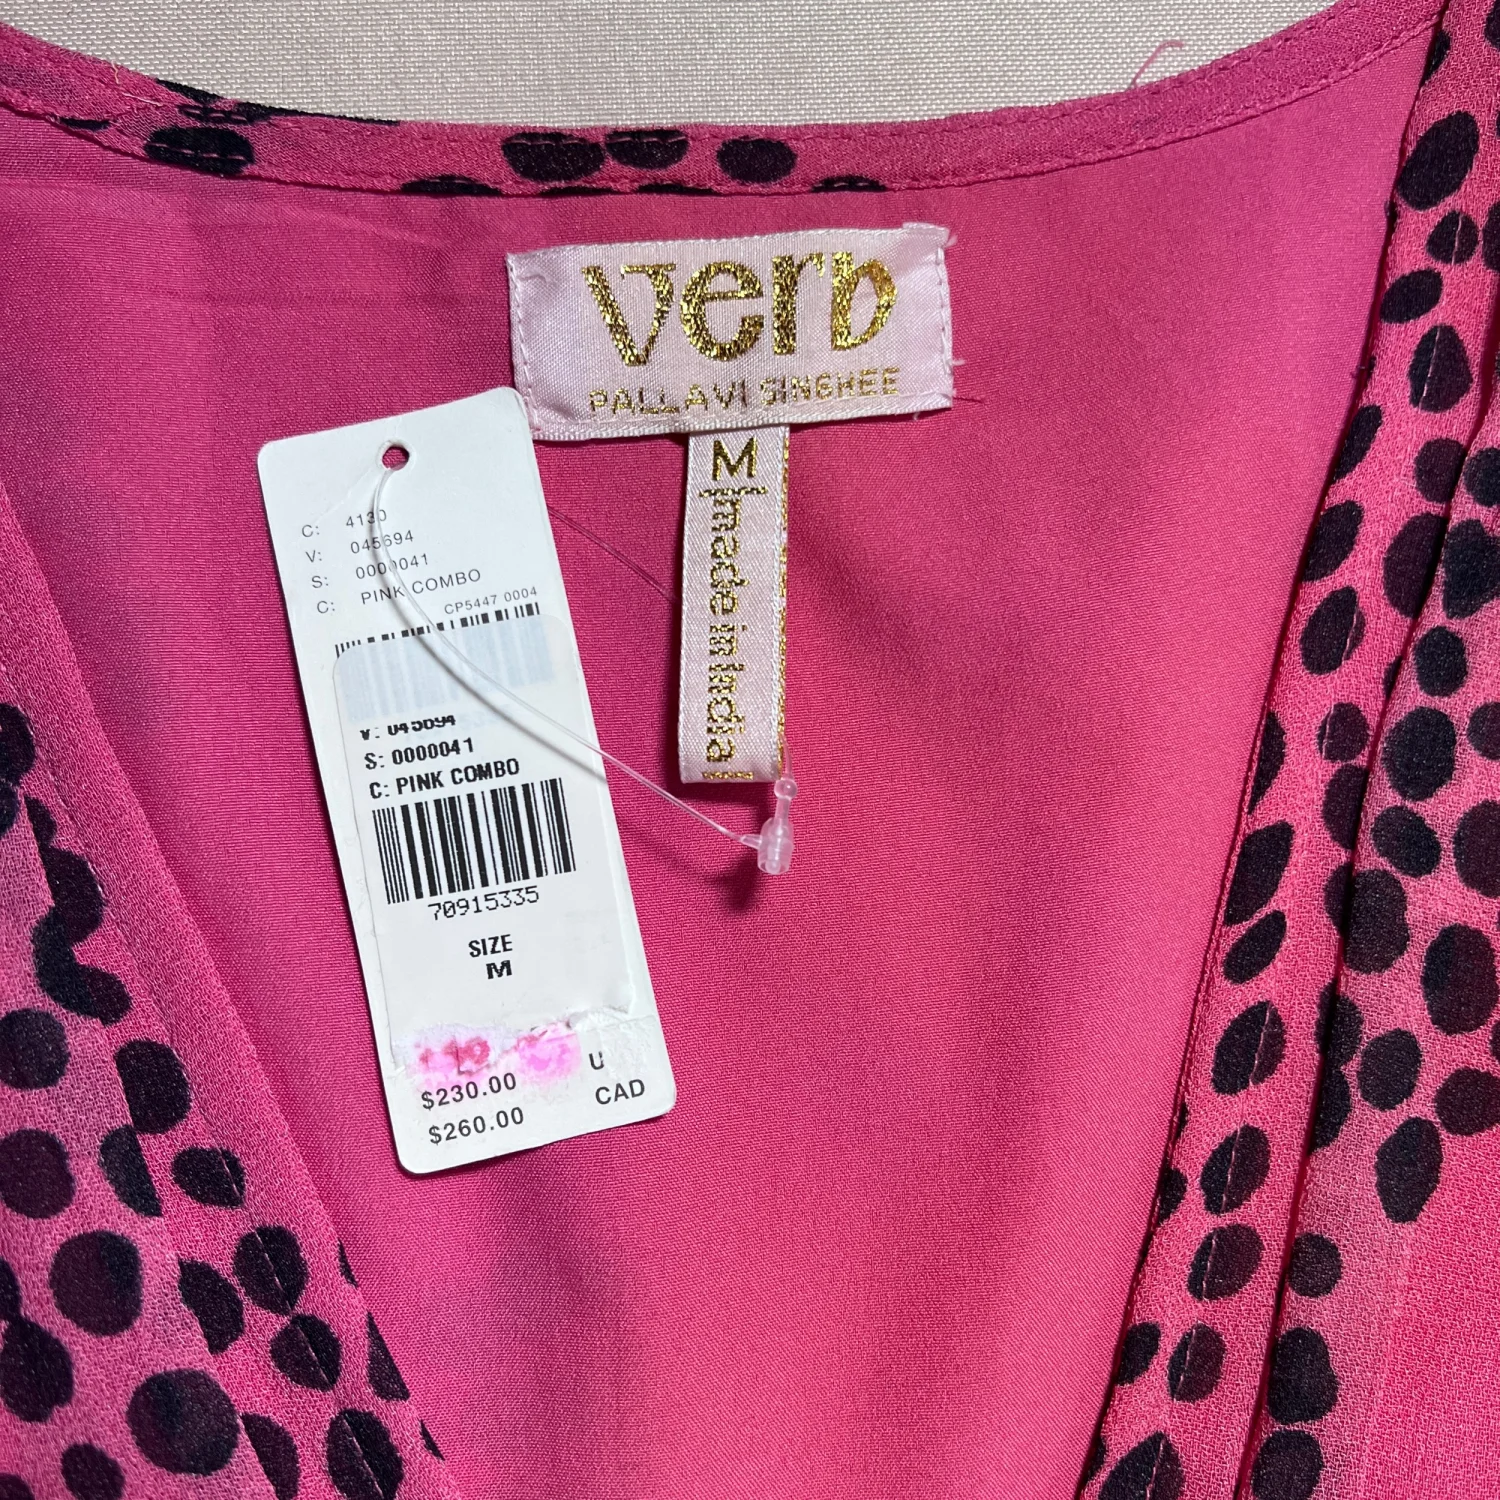 verb
PALLAVI SINGHEE
M
made in India
C: 4130
V: 045694
S: 0000041
C: PINK COMBO
CP5447 0004
V: 045694
S: 0000041
C: PINK COMBO
70915335
SIZE
M
$230.00 U
$260.00 CAD